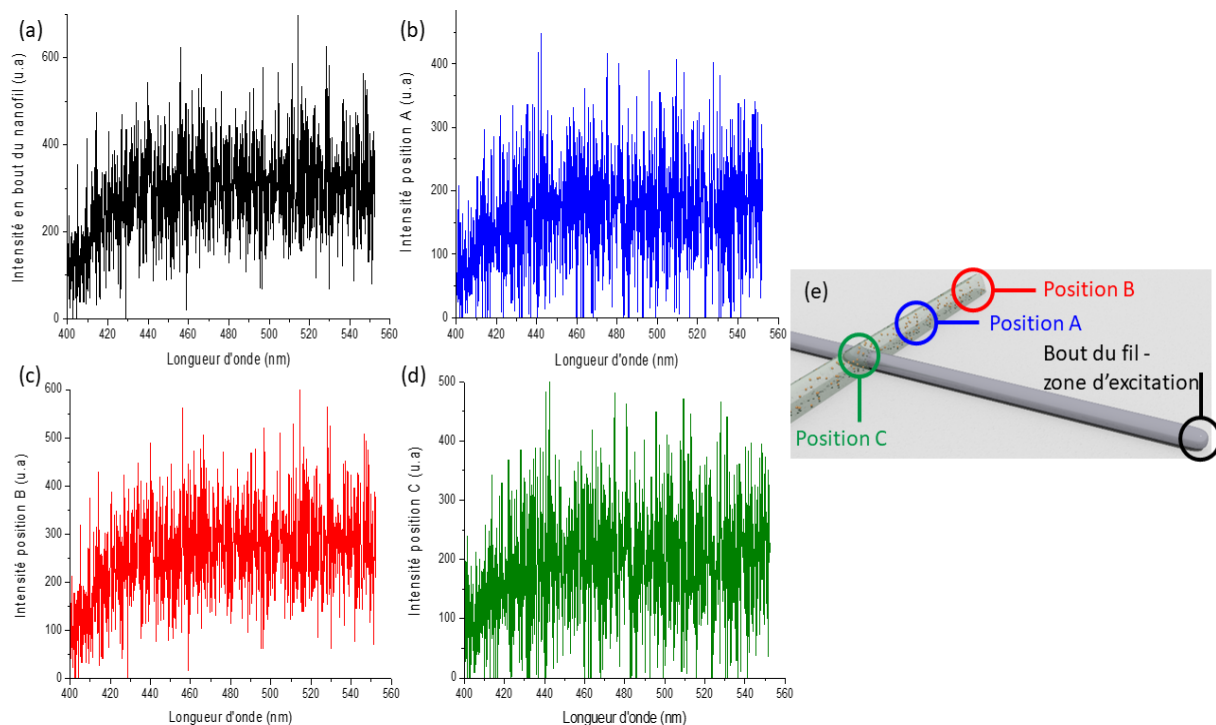 (a)
Intensité en bout du nanofil (u.a)
600
400
200
0
400 420 440 460 480 500 520 540 560
Longueur d'onde (nm)
(b)
Intensité position A (u.a)
400
300
200
100
0
400 420 440 460 480 500 520 540 560
Longueur d'onde (nm)
(c)
Intensité position B (u.a)
600
500
400
300
200
100
0
400 420 440 460 480 500 520 540 560
Longueur d'onde (nm)
(d)
Intensité position C (u.a)
500
400
300
200
100
0
400 420 440 460 480 500 520 540 560
Longueur d'onde (nm)
(e)
Position B
Position A
Bout du fil -
zone d'excitation
Position C